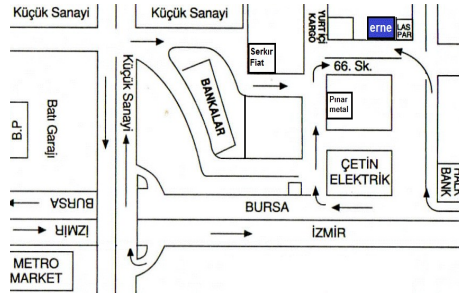 Küçük Sanayi
Küçük Sanayi
YURT İÇİ
KARGO
erne
LAS
PAR
Serkır
Fiat
66. Sk.
Küçük Sanayi
BANKALAR
Batı Garajı
B.P
Pınar
metal
ÇETİN
ELEKTRİK
HALK
BANK
BURSA
BURSA
İZMİR
İZMİR
METRO
MARKET